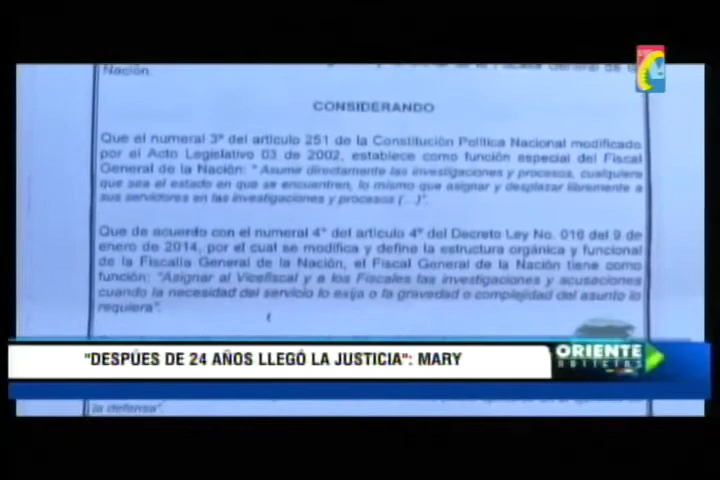 Nación.
CONSIDERANDO
Que el numeral 3º del artículo 251 de la Constitución Política Nacional modificado
por el Acto Legislativo 03 de 2002, establece como función especial del Fiscal
General de la Nación: "Asumir directamente las investigaciones y procesos, cualquiera
que sea el estado en que se encuentren, lo mismo que asignar y desplazar libremente a
sus servidores en las investigaciones y procesos (...)".
Que de acuerdo con el numeral 4º del artículo 4º del Decreto Ley No. 016 del 9 de
enero de 2014, por el cual se modifica y define la estructura orgánica y funcional
de la Fiscalía General de la Nación, el Fiscal General de la Nación tiene como
función: "Asignar al Vicefiscal y a los Fiscales las investigaciones y acusaciones
cuando la necesidad del servicio lo exija o la gravedad o complejidad del asunto lo
requiera".
"DESPÚES DE 24 AÑOS LLEGÓ LA JUSTICIA": MARY
ORIENTE
NOTICIAS
la defensa".